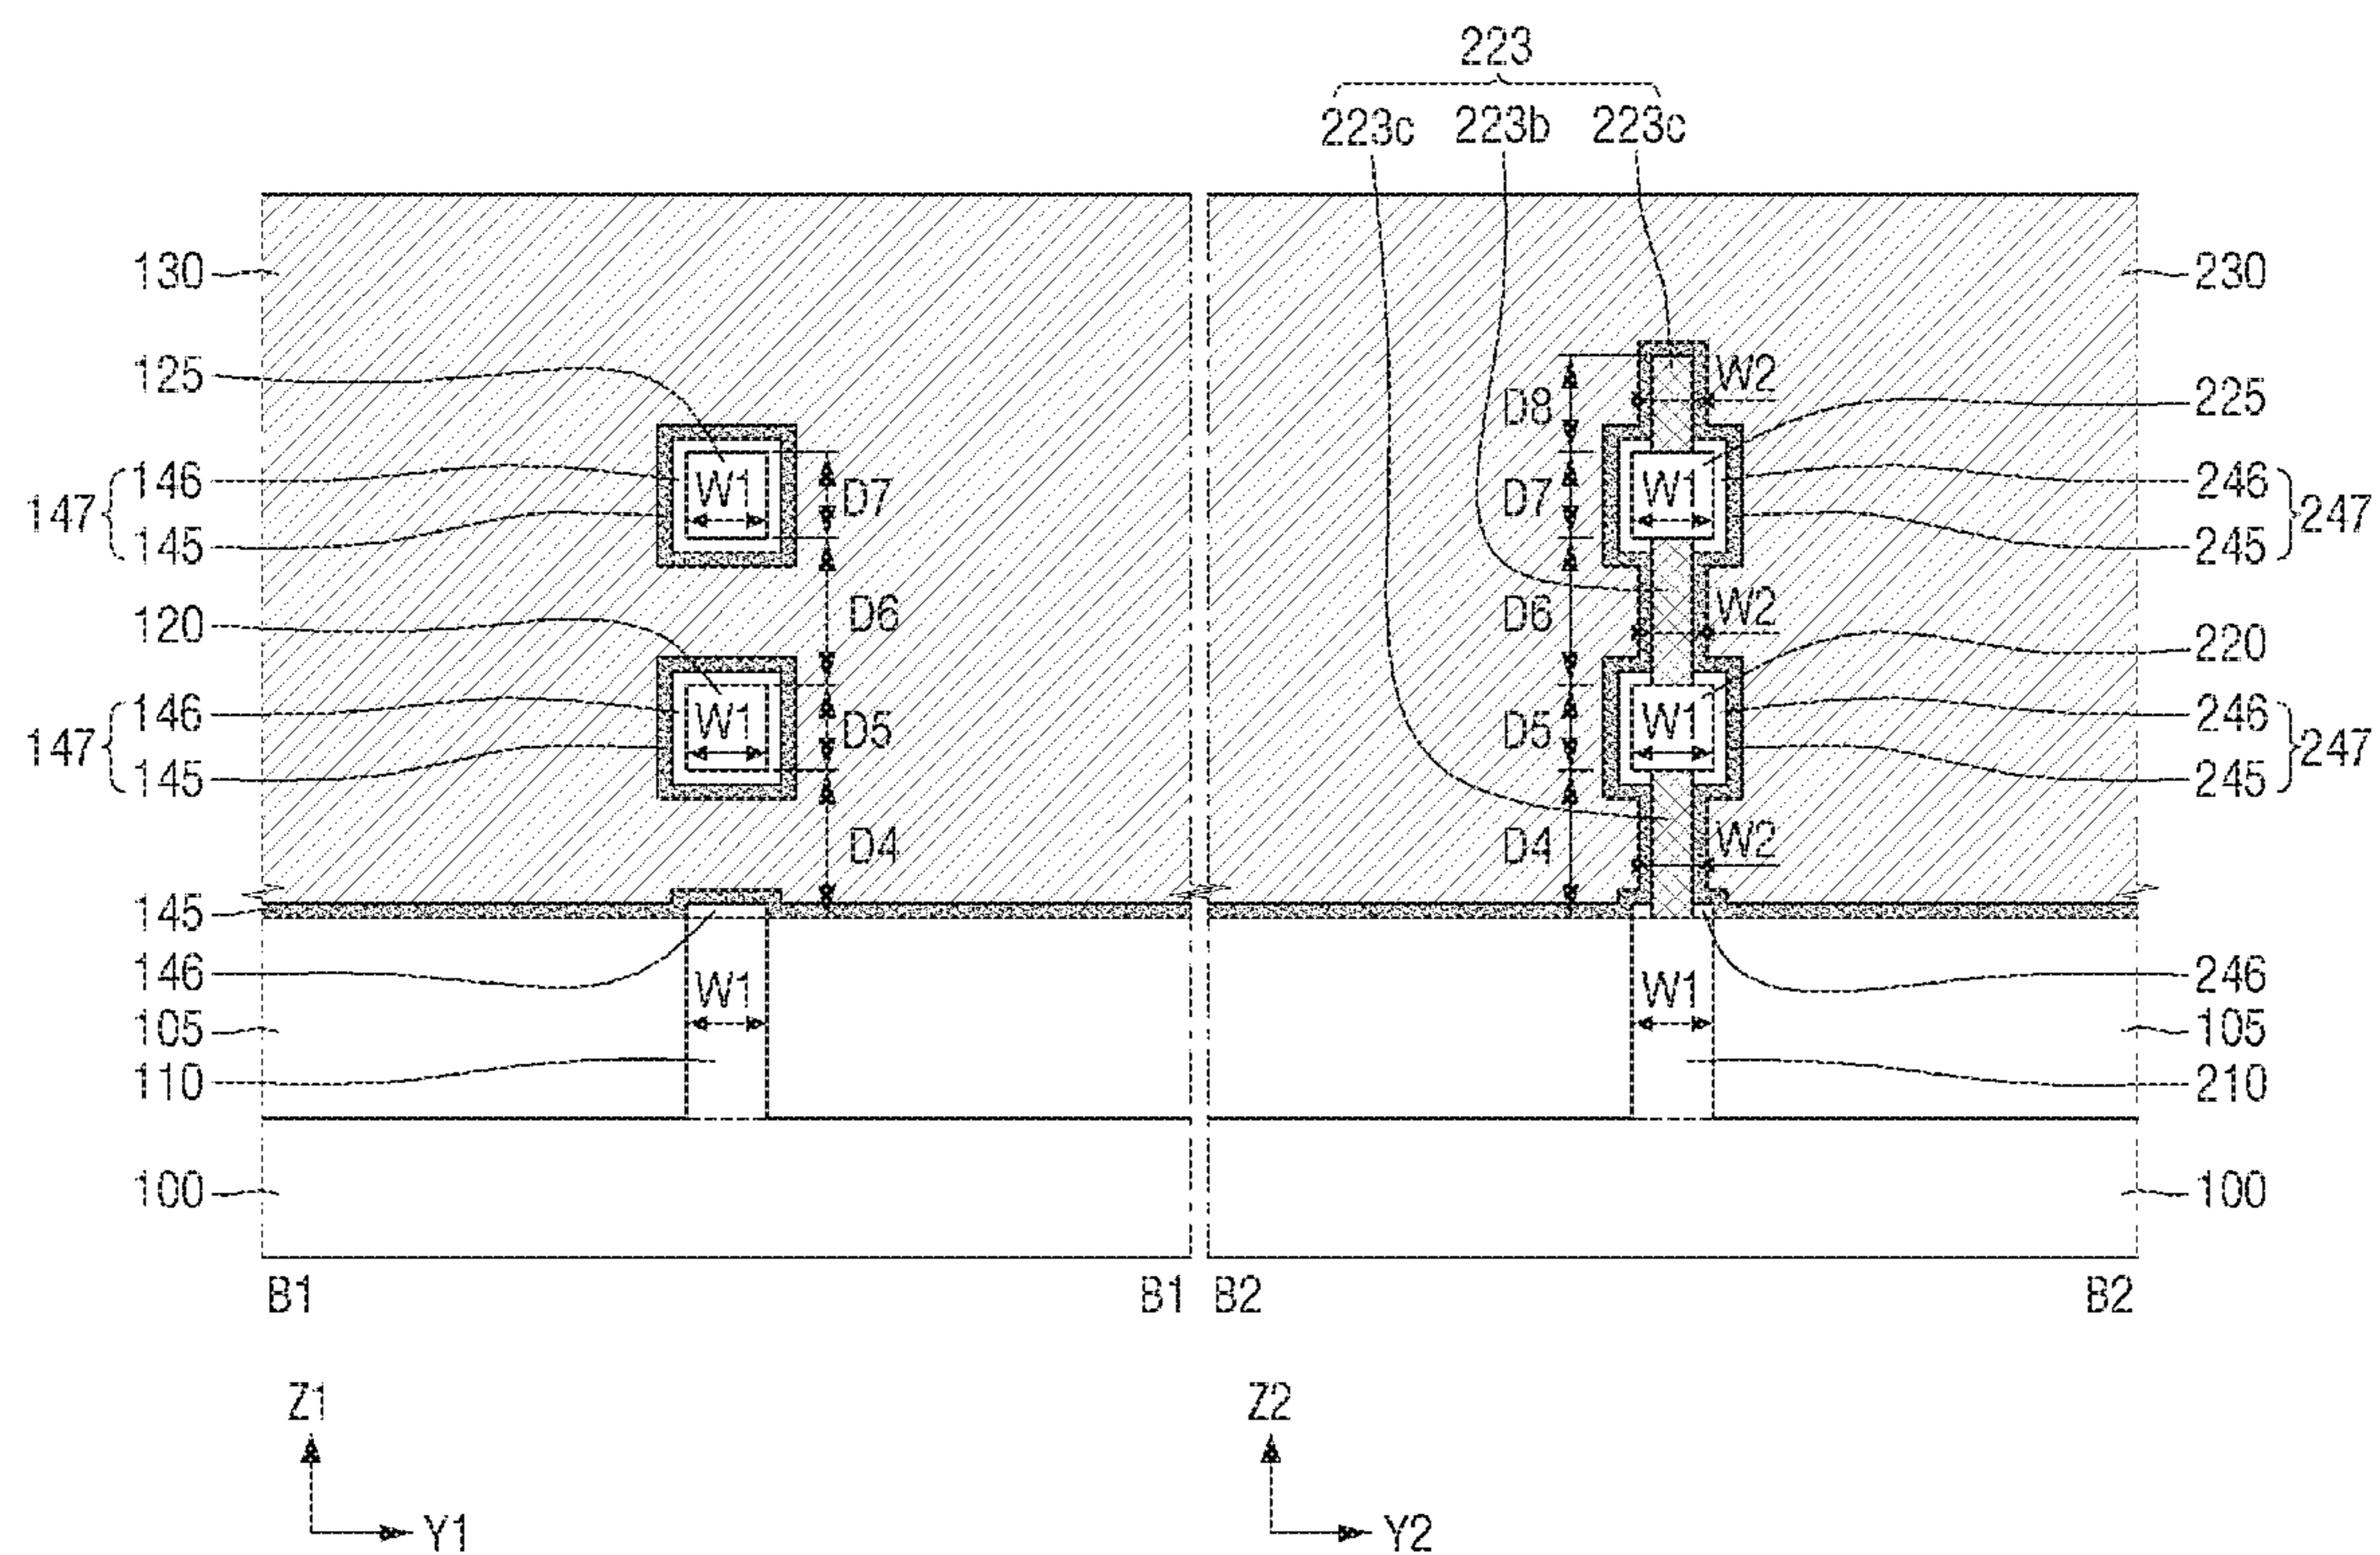 223
223c 223b 223c
130 230
125 W2 225
D8
147 146 W1 D7 D7 W1 246 247
145 245
120 D6 D6 W2 220
147 146 W1 D5 D5 W1 246 247
145 245
D4 D4 W2
145
146 W1 W1 246
105 105
110 210
100 100
B1 B1 B2 B2
Z1 Z2
Y1 Y2